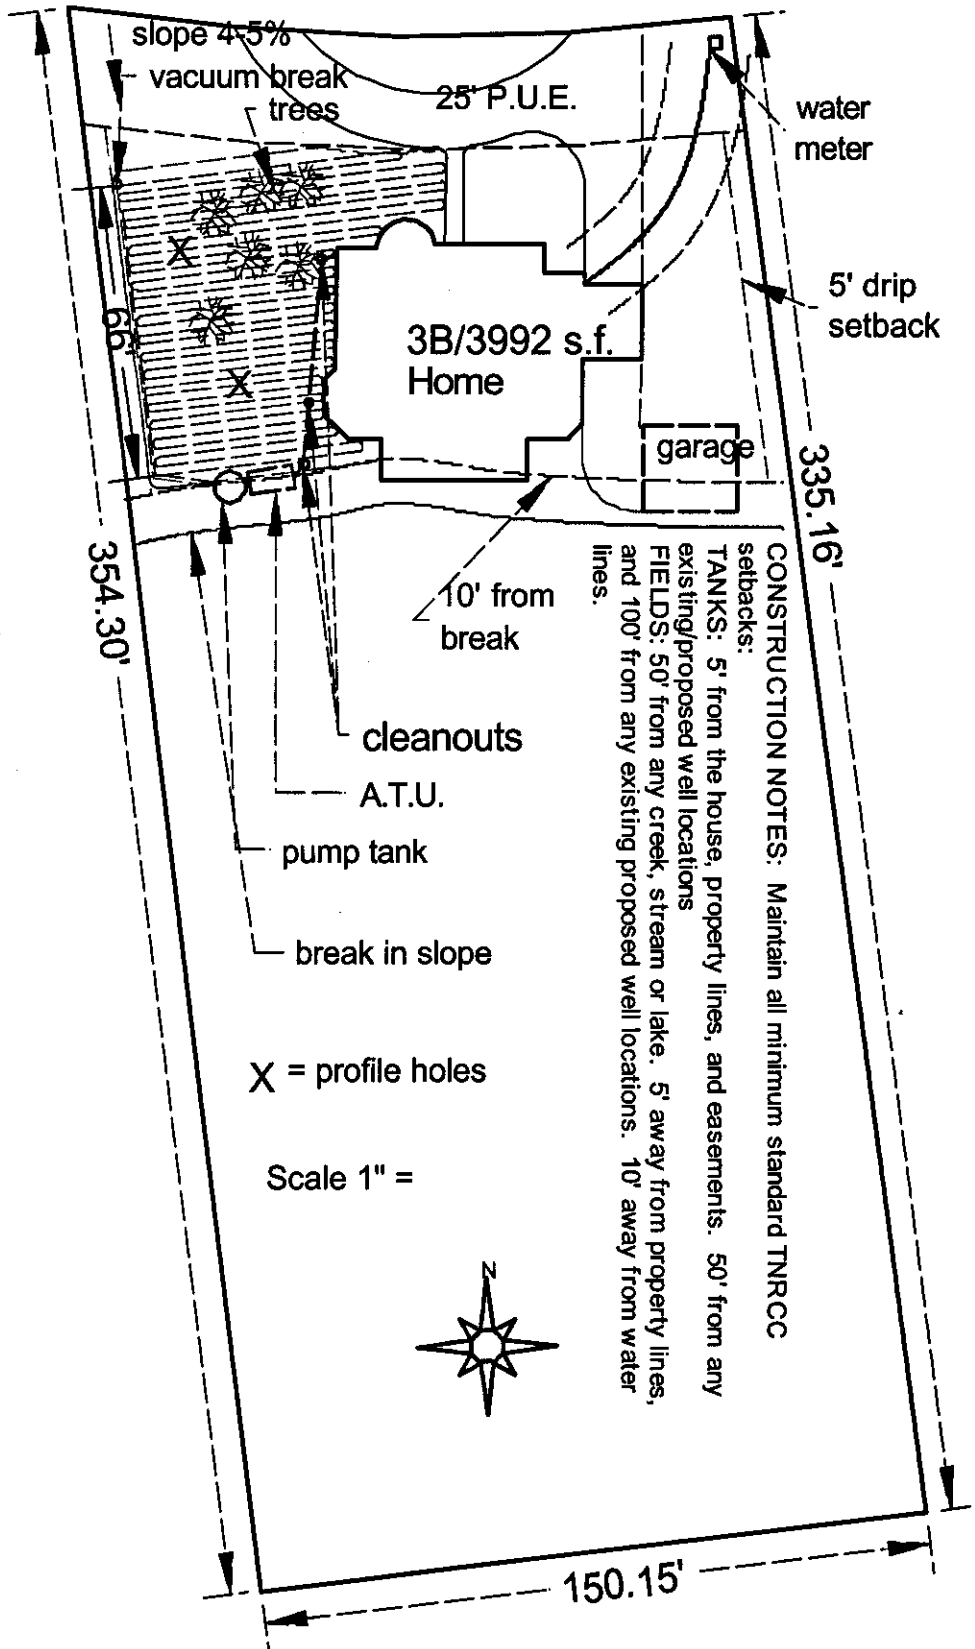 slope 4-5%
vacuum break
trees
25' P.U.E.
water
meter
5' drip
setback
66'
3B/3992 s.f.
Home
garage
335.16'
354.30'
10' from
break
cleanouts
A.T.U.
pump tank
break in slope
X = profile holes
Scale 1" =
CONSTRUCTION NOTES: Maintain all minimum standard TNRCC
setbacks:
TANKS: 5' from the house, property lines, and easements. 50' from any
existing/proposed well locations
FIELDS: 50' from any creek, stream or lake. 5' away from property lines,
and 100' from any existing proposed well locations. 10' away from water
lines.
X
X
N
150.15'